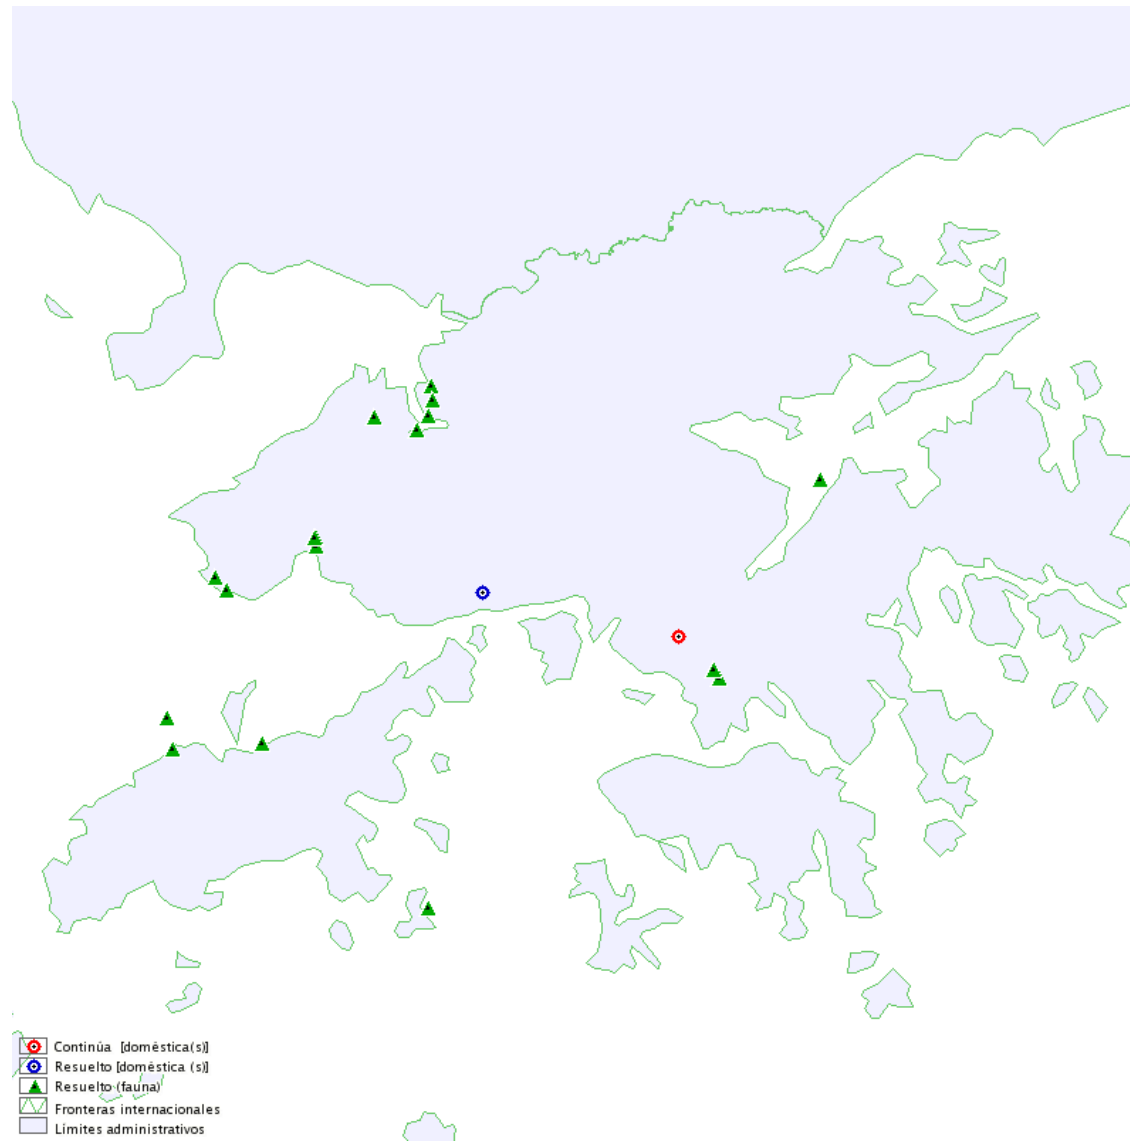 Continúa [doméstica(s)]
Resuelto [doméstica (s)]
Resuelto (fauna)
Fronteras internacionales
Límites administrativos